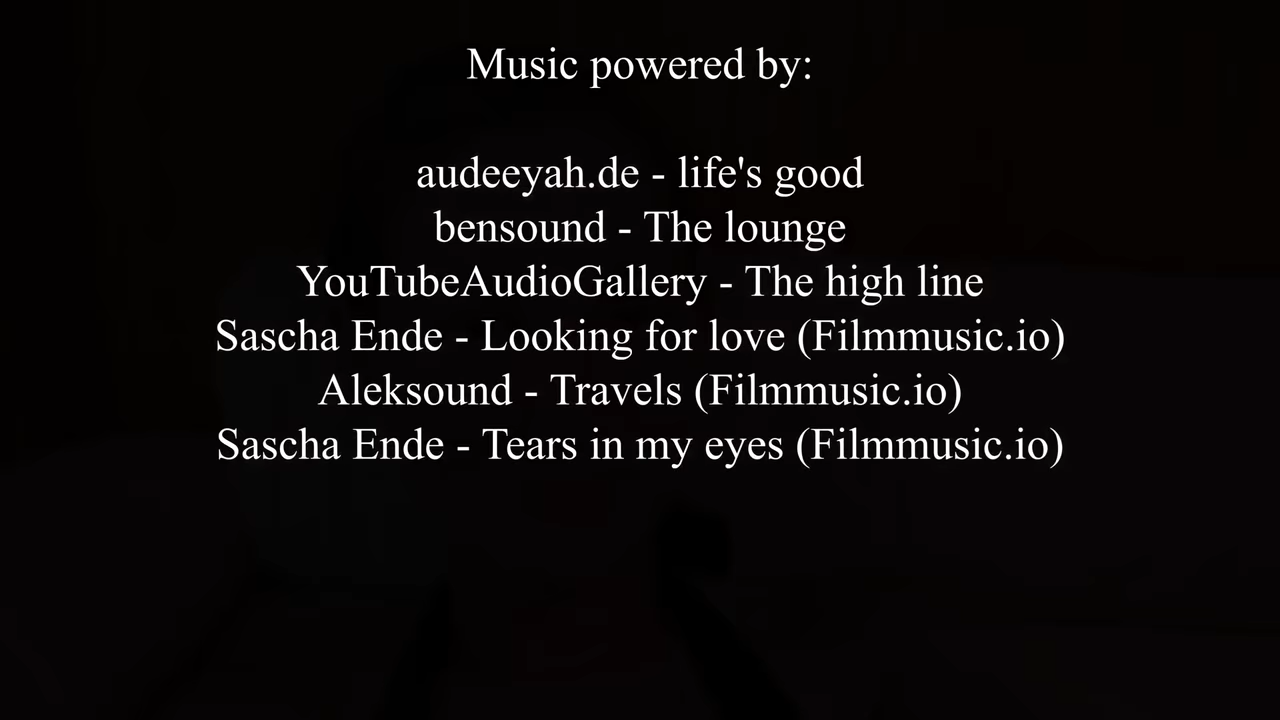 Music powered by:
audeeyah.de - life's good
bensound - The lounge
YouTubeAudioGallery - The high line
Sascha Ende - Looking for love (Filmmusic.io)
Aleksound - Travels (Filmmusic.io)
Sascha Ende - Tears in my eyes (Filmmusic.io)